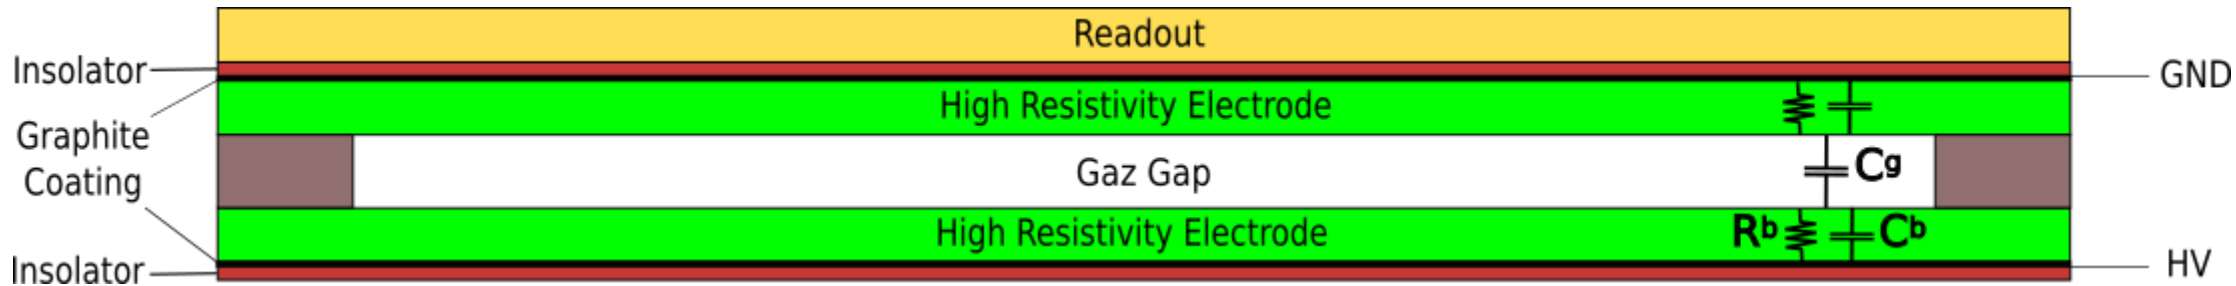 Readout
Insolator
GND
High Resistivity Electrode
Graphite
Coating
Gaz Gap
Cg
High Resistivity Electrode
Rb
Cb
Insolator
HV